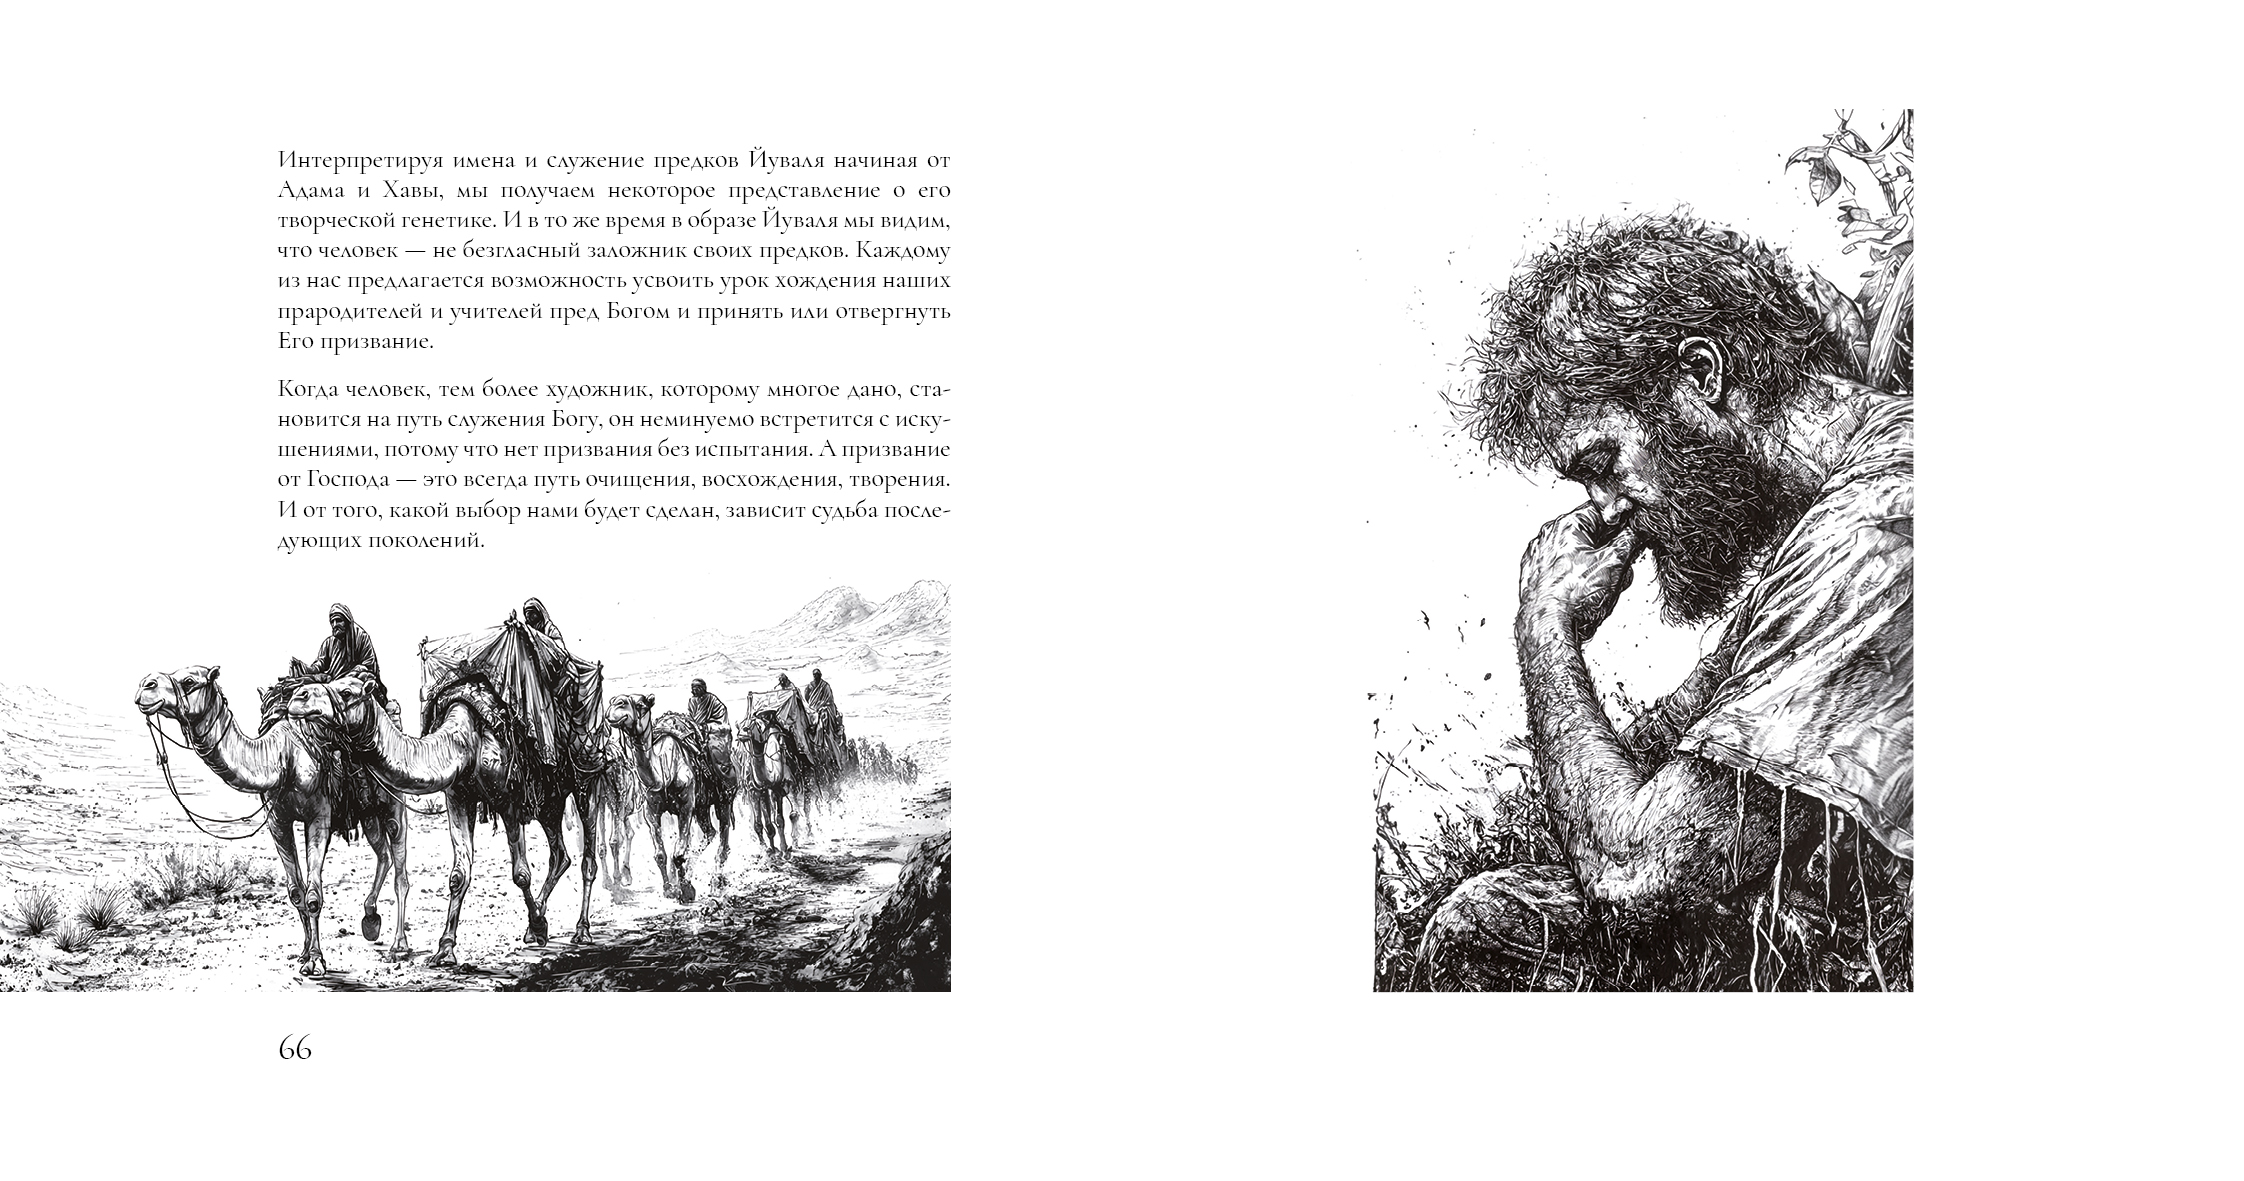 Интерпретируя имена и служение предков Йуваля начиная от
Адама и Хавы, мы получаем некоторое представление о его
творческой генетике. И в то же время в образе Йуваля мы видим,
что человек — не безгласный заложник своих предков. Каждому
из нас предлагается возможность усвоить урок хождения наших
прародителей и учителей пред Богом и принять или отвергнуть
Его призвание.
Когда человек, тем более художник, которому многое дано, ста-
новится на путь служения Богу, он неминуемо встретится с иску-
шениями, потому что нет призвания без испытания. А призвание
от Господа — это всегда путь очищения, восхождения, творения.
И от того, какой выбор нами будет сделан, зависит судьба после-
дующих поколений.
66